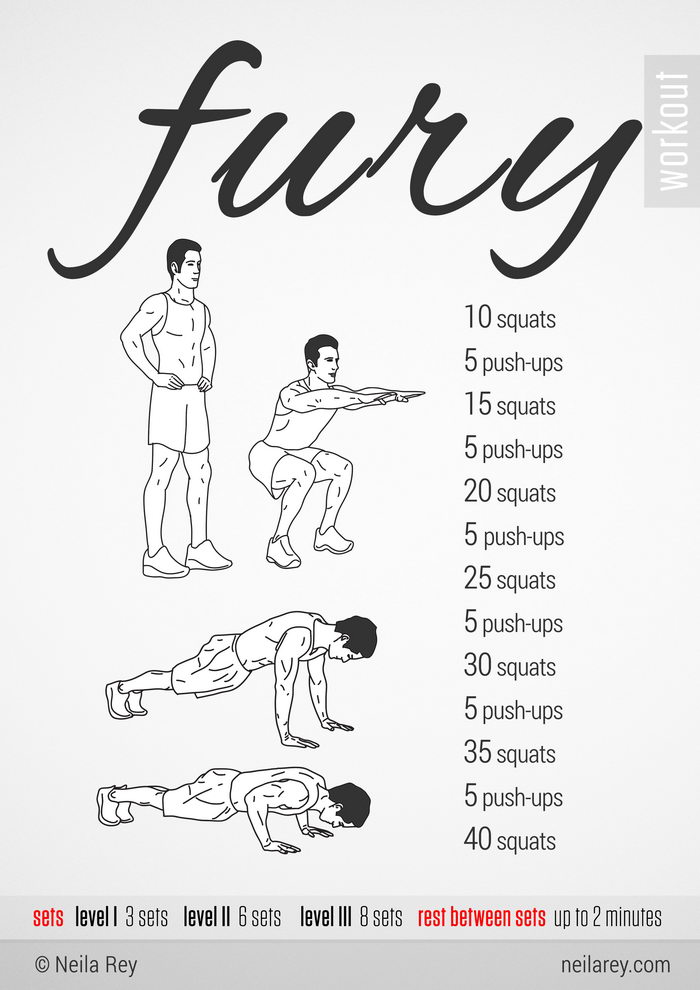 fury
workout
10 squats
5 push-ups
15 squats
5 push-ups
20 squats
5 push-ups
25 squats
5 push-ups
30 squats
5 push-ups
35 squats
5 push-ups
40 squats
sets level I 3 sets level II 6 sets level III 8 sets rest between sets up to 2 minutes
© Neila Rey neilarey.com